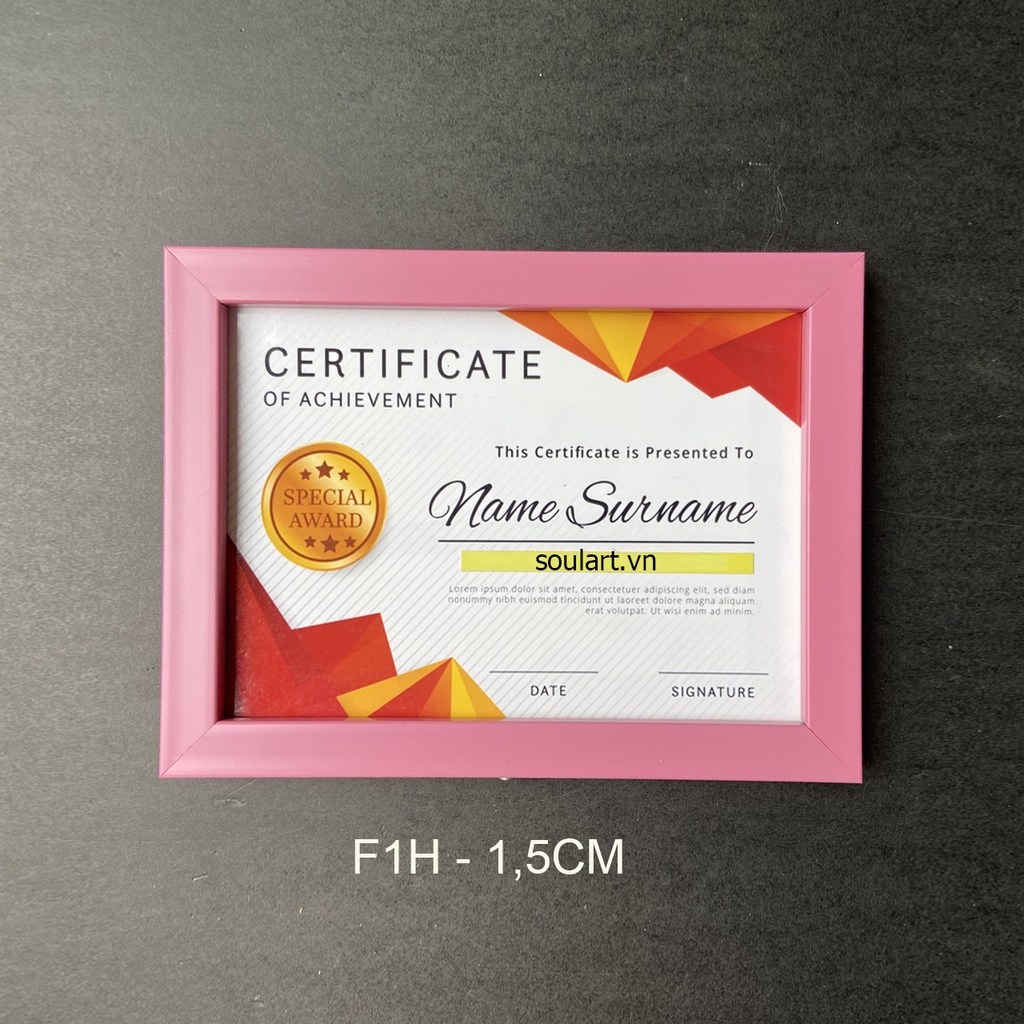 CERTIFICATE
OF ACHIEVEMENT
SPECIAL
AWARD
This Certificate is Presented To
Name Surname
soulart.vn
Lorem ipsum dolor sit amet, consectetuer adipiscing elit, sed diam
nonummy nibh euismod tincidunt ut laoreet dolore magna aliquam
erat volutpat. Ut wisi enim ad minim.
DATE
SIGNATURE
F1H - 1,5CM